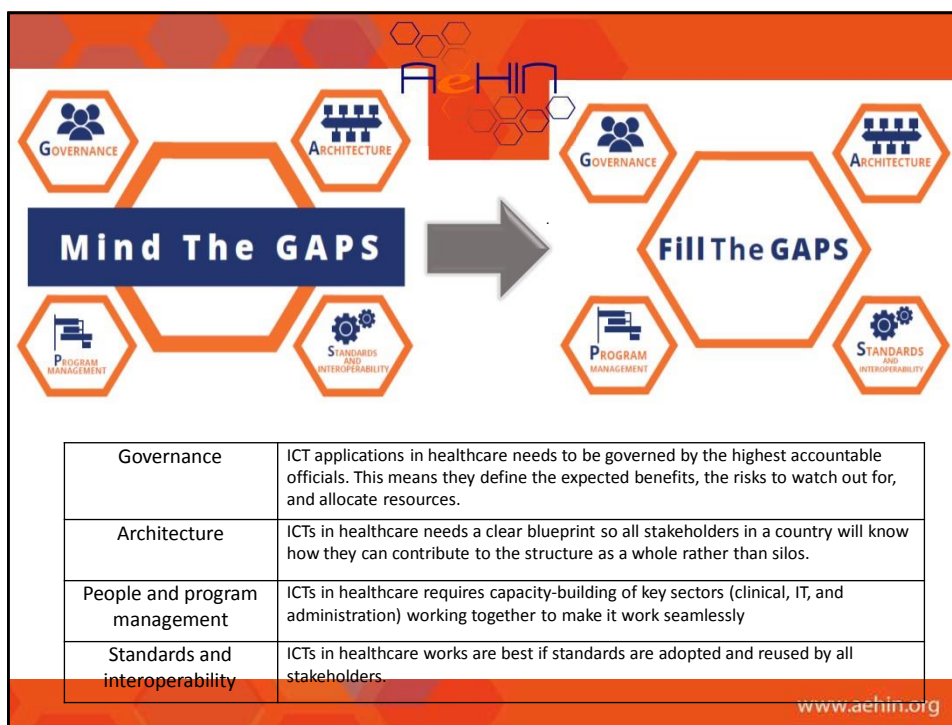 AeHIN
GOVERNANCE
ARCHITECTURE
GOVERNANCE
ARCHITECTURE
Mind The GAPS
Fill The GAPS
PROGRAM
MANAGEMENT
STANDARDS
AND
INTEROPERABILITY
PROGRAM
MANAGEMENT
STANDARDS
AND
INTEROPERABILITY
Governance
ICT applications in healthcare needs to be governed by the highest accountable
officials. This means they define the expected benefits, the risks to watch out for,
and allocate resources.
Architecture
ICTs in healthcare needs a clear blueprint so all stakeholders in a country will know
how they can contribute to the structure as a whole rather than silos.
People and program
management
ICTs in healthcare requires capacity-building of key sectors (clinical, IT, and
administration) working together to make it work seamlessly
Standards and
interoperability
ICTs in healthcare works are best if standards are adopted and reused by all
stakeholders.
www.aehin.org